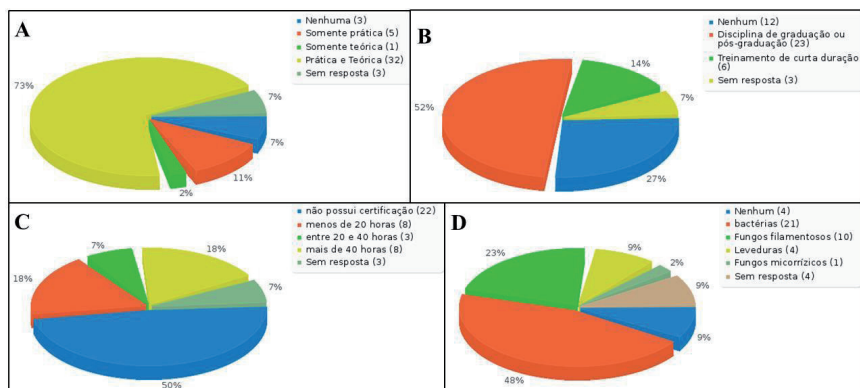 A
Nenhuma (3)
Somente prática (5)
Somente teórica (1)
Prática e Teórica (32)
Sem resposta (3)
73%
7%
7%
11%
2%
B
Nenhum (12)
Disciplina de graduação ou
pós-graduação (23)
Treinamento de curta duração
(6)
Sem resposta (3)
14%
7%
52%
27%
C
não possui certificação (22)
menos de 20 horas (8)
entre 20 e 40 horas (3)
mais de 40 horas (8)
Sem resposta (3)
7%
18%
18%
7%
50%
D
Nenhum (4)
bactérias (21)
Fungos filamentosos (10)
Leveduras (4)
Fungos micorrízicos (1)
Sem resposta (4)
23%
9%
2%
9%
9%
48%